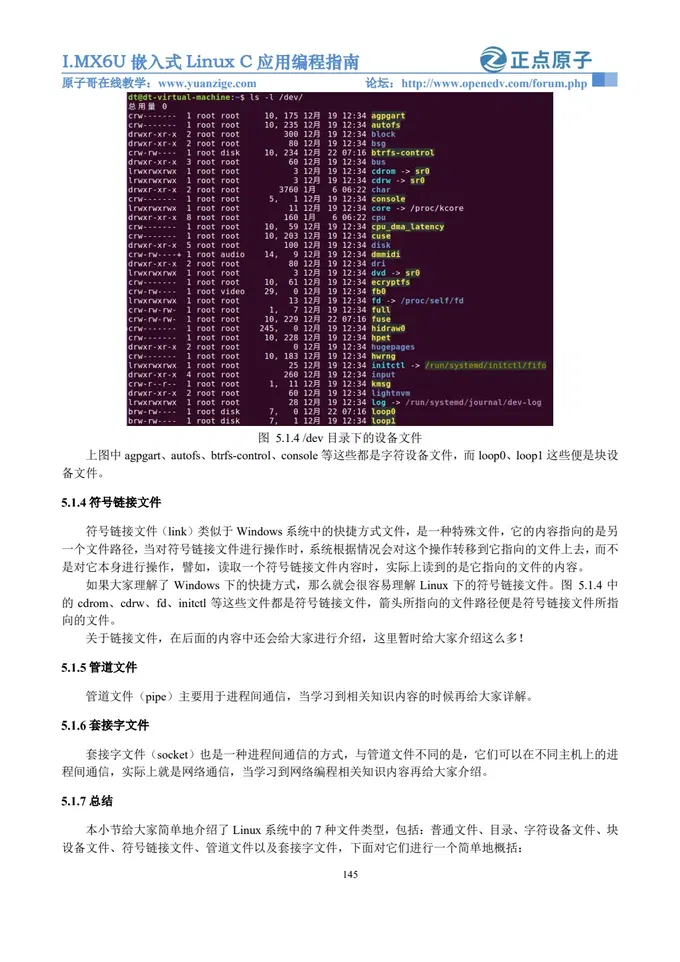 I.MX6U 嵌入式 Linux C 应用编程指南
正点原子
原子哥在线教学：www.yuanzige.com 论坛：http://www.openedv.com/forum.php
dt@dt-virtual-machine:~$ ls -l /dev/
总用量 0
crw------- 1 root root 10, 175 12月 19 12:34 agpgart
crw------- 1 root root 10, 235 12月 19 12:34 autofs
drwxr-xr-x 2 root root 300 12月 19 12:34 block
drwxr-xr-x 2 root root 80 12月 19 12:34 bsg
crw-rw---- 1 root disk 10, 234 12月 22 07:16 btrfs-control
drwxr-xr-x 3 root root 60 12月 19 12:34 bus
lrwxrwxrwx 1 root root 3 12月 19 12:34 cdrom -> sr0
lrwxrwxrwx 1 root root 3 12月 19 12:34 cdrw -> sr0
drwxr-xr-x 2 root root 3760 1月 6 06:22 char
crw------- 1 root root 5, 1 12月 19 12:34 console
lrwxrwxrwx 1 root root 11 12月 19 12:34 core -> /proc/kcore
drwxr-xr-x 8 root root 160 1月 6 06:22 cpu
crw------- 1 root root 10, 59 12月 19 12:34 cpu_dma_latency
crw------- 1 root root 10, 203 12月 19 12:34 cuse
drwxr-xr-x 5 root root 100 12月 19 12:34 disk
crw-rw----+ 1 root audio 14, 9 12月 19 12:34 dmmidi
drwxr-xr-x 2 root root 80 12月 19 12:34 dri
lrwxrwxrwx 1 root root 3 12月 19 12:34 dvd -> sr0
crw------- 1 root root 10, 61 12月 19 12:34 ecryptfs
crw-rw---- 1 root video 29, 0 12月 19 12:34 fb0
lrwxrwxrwx 1 root root 13 12月 19 12:34 fd -> /proc/self/fd
crw-rw-rw- 1 root root 1, 7 12月 19 12:34 full
crw-rw-rw- 1 root root 10, 229 12月 22 07:16 fuse
crw------- 1 root root 245, 0 12月 19 12:34 hidraw0
crw------- 1 root root 10, 228 12月 19 12:34 hpet
drwxr-xr-x 2 root root 0 12月 19 12:34 hugepages
crw------- 1 root root 10, 183 12月 19 12:34 hwrng
lrwxrwxrwx 1 root root 25 12月 19 12:34 initctl -> /run/systemd/initctl/fifo
drwxr-xr-x 4 root root 260 12月 19 12:34 input
crw-r--r-- 1 root root 1, 11 12月 19 12:34 kmsg
drwxr-xr-x 2 root root 60 12月 19 12:34 lightnvm
lrwxrwxrwx 1 root root 28 12月 19 12:34 log -> /run/systemd/journal/dev-log
brw-rw---- 1 root disk 7, 0 12月 22 07:16 loop0
brw-rw---- 1 root disk 7, 1 12月 19 12:34 loop1
图 5.1.4 /dev 目录下的设备文件
上图中 agpgart、autofs、btrfs-control、console 等这些都是字符设备文件，而 loop0、loop1 这些便是块设
备文件。
5.1.4 符号链接文件
符号链接文件（link）类似于 Windows 系统中的快捷方式文件，是一种特殊文件，它的内容指向的是另
一个文件路径，当对符号链接文件进行操作时，系统根据情况会对这个操作转移到它指向的文件上去，而不
是对它本身进行操作，譬如，读取一个符号链接文件内容时，实际上读到的是它指向的文件的内容。
如果大家理解了 Windows 下的快捷方式，那么就会很容易理解 Linux 下的符号链接文件。图 5.1.4 中
的 cdrom、cdrw、fd、initctl 等这些文件都是符号链接文件，箭头所指向的文件路径便是符号链接文件所指
向的文件。
关于链接文件，在后面的内容中还会给大家进行介绍，这里暂时给大家介绍这么多！
5.1.5 管道文件
管道文件（pipe）主要用于进程间通信，当学习到相关知识内容的时候再给大家详解。
5.1.6 套接字文件
套接字文件（socket）也是一种进程间通信的方式，与管道文件不同的是，它们可以在不同主机上的进
程间通信，实际上就是网络通信，当学习到网络编程相关知识内容再给大家介绍。
5.1.7 总结
本小节给大家简单地介绍了 Linux 系统中的 7 种文件类型，包括：普通文件、目录、字符设备文件、块
设备文件、符号链接文件、管道文件以及套接字文件，下面对它们进行一个简单地概括：
145